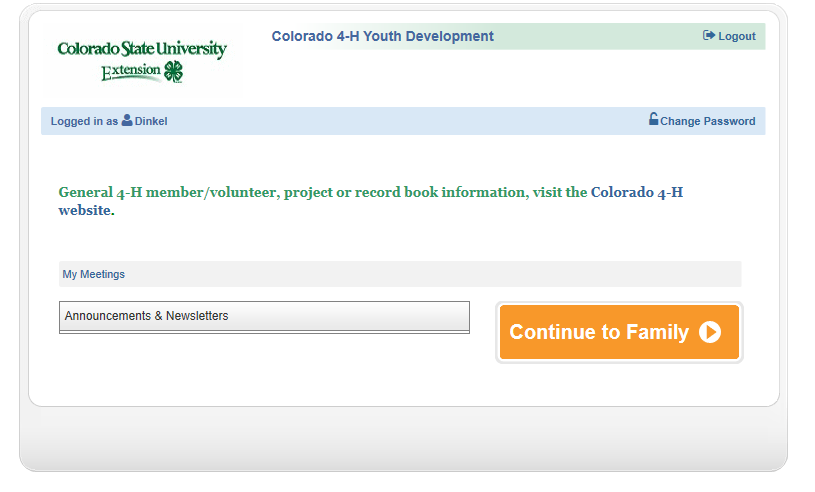 Colorado State University
Extension
Colorado 4-H Youth Development
Logout
Logged in as Dinkel
Change Password
General 4-H member/volunteer, project or record book information, visit the Colorado 4-H
website.
My Meetings
Announcements & Newsletters
Continue to Family